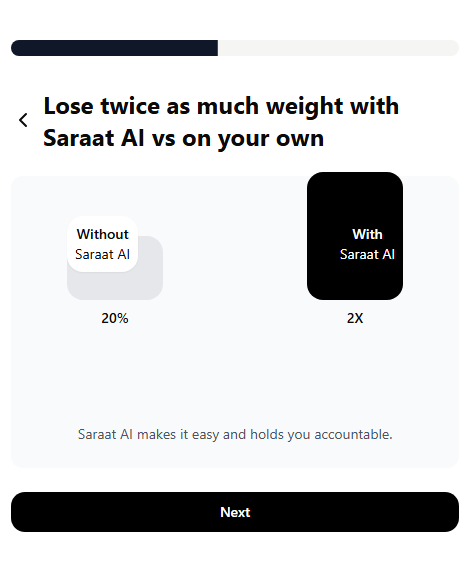 Lose twice as much weight with
Saraat AI vs on your own
Without
Saraat AI
With
Saraat AI
20%
2X
Saraat AI makes it easy and holds you accountable.
Next